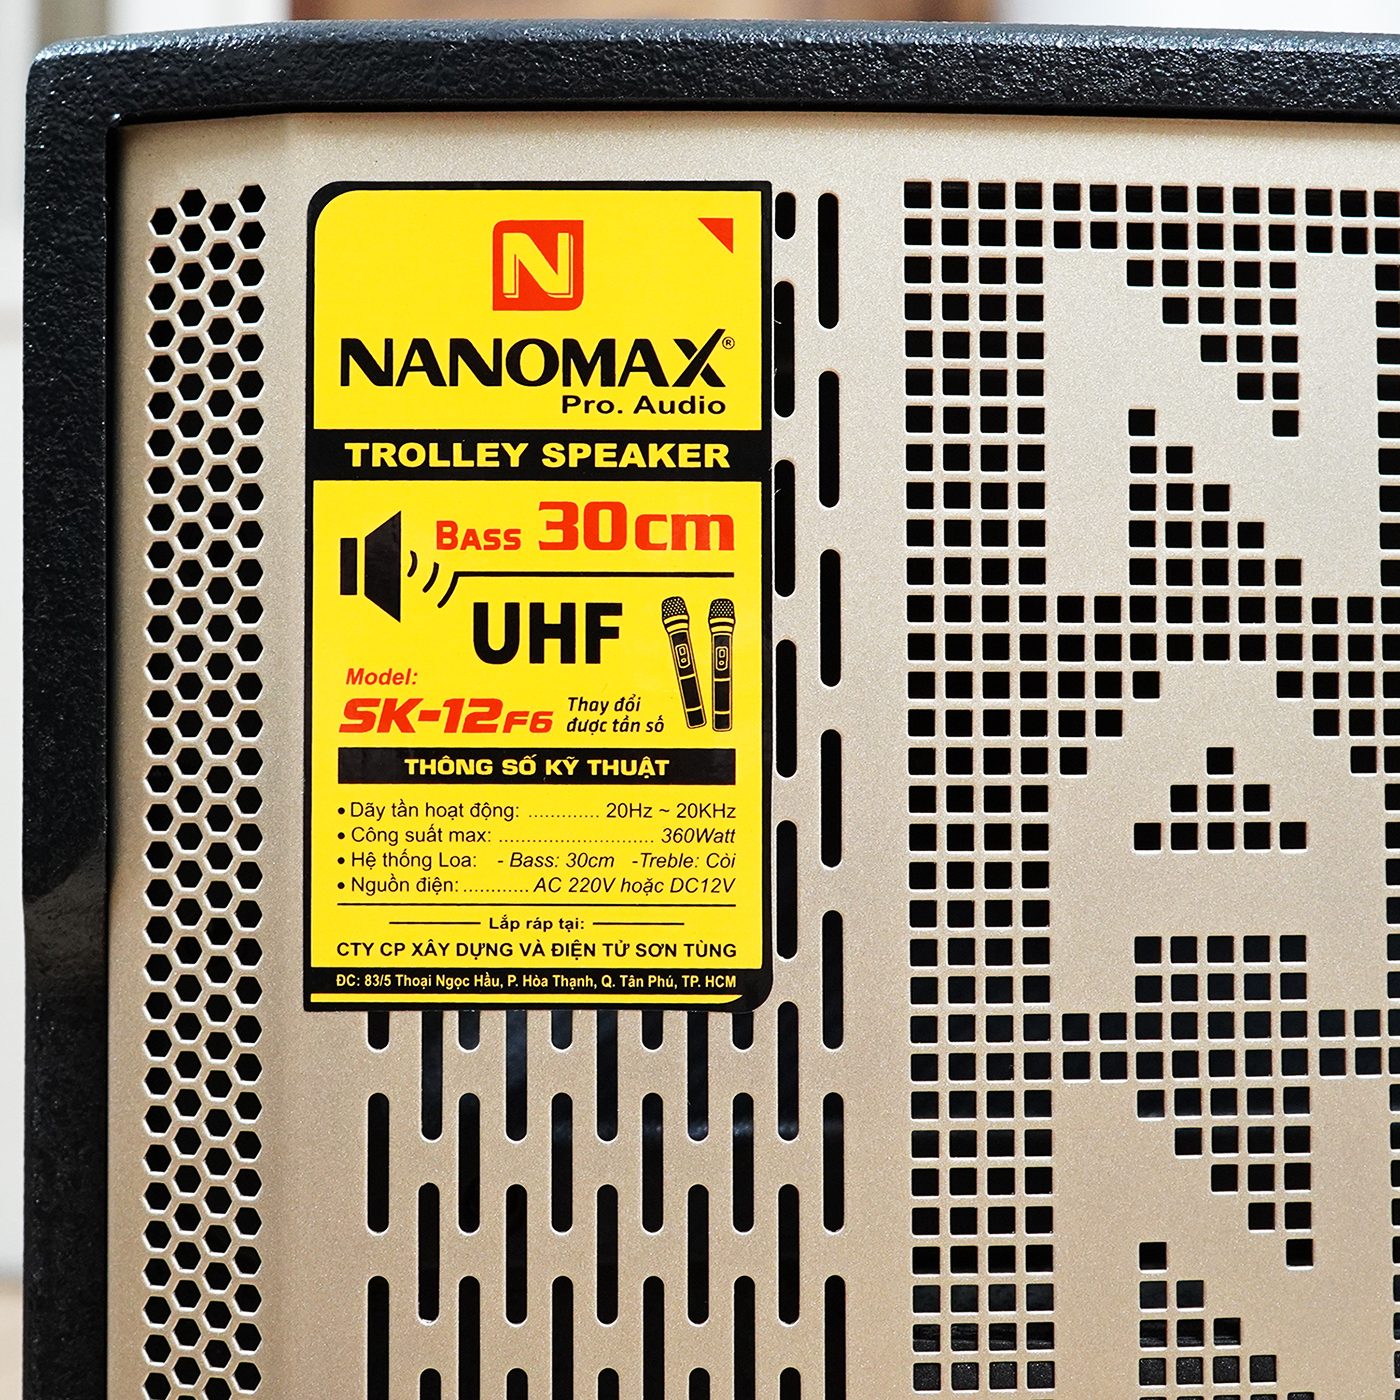 N
NANOMAX®
Pro. Audio
TROLLEY SPEAKER
BASS 30cm
UHF
Model:
SK-12F6
Thay đổi
được tần số
THÔNG SỐ KỸ THUẬT
• Dãy tần hoạt động: ............. 20Hz ~ 20KHz
• Công suất max: ............................ 360Watt
• Hệ thống Loa: - Bass: 30cm -Treble: Còi
• Nguồn điện: ............ AC 220V hoặc DC12V
Lắp ráp tại:
CTY CP XÂY DỰNG VÀ ĐIỆN TỬ SƠN TÙNG
ĐC: 83/5 Thoại Ngọc Hầu, P. Hòa Thạnh, Q. Tân Phú, TP. HCM